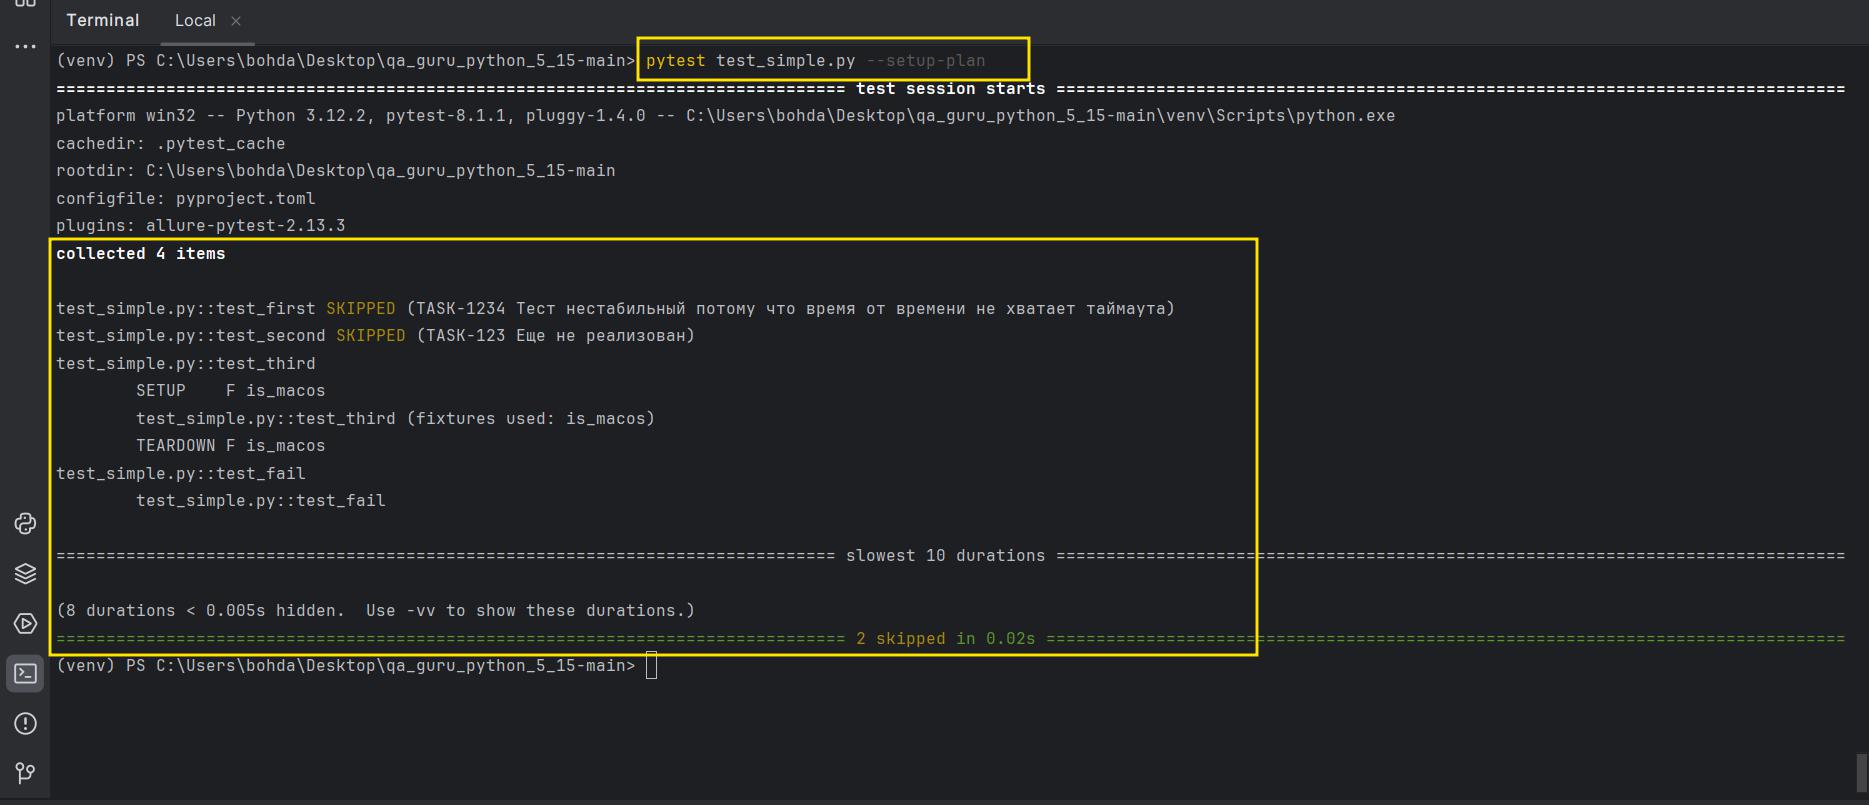 Terminal Local ×
(venv) PS C:\Users\bohda\Desktop\qa_guru_python_5_15-main> pytest test_simple.py --setup-plan
=============================================================================== test session starts ===============================================================================
platform win32 -- Python 3.12.2, pytest-8.1.1, pluggy-1.4.0 -- C:\Users\bohda\Desktop\qa_guru_python_5_15-main\venv\Scripts\python.exe
cachedir: .pytest_cache
rootdir: C:\Users\bohda\Desktop\qa_guru_python_5_15-main
configfile: pyproject.toml
plugins: allure-pytest-2.13.3
collected 4 items
test_simple.py::test_first SKIPPED (TASK-1234 Тест нестабильный потому что время от времени не хватает таймаута)
test_simple.py::test_second SKIPPED (TASK-123 Еще не реализован)
test_simple.py::test_third
        SETUP    F is_macos
        test_simple.py::test_third (fixtures used: is_macos)
        TEARDOWN F is_macos
test_simple.py::test_fail
        test_simple.py::test_fail
============================================================================== slowest 10 durations ===============================================================================
(8 durations < 0.005s hidden.  Use -vv to show these durations.)
=============================================================================== 2 skipped in 0.02s ================================================================================
(venv) PS C:\Users\bohda\Desktop\qa_guru_python_5_15-main>